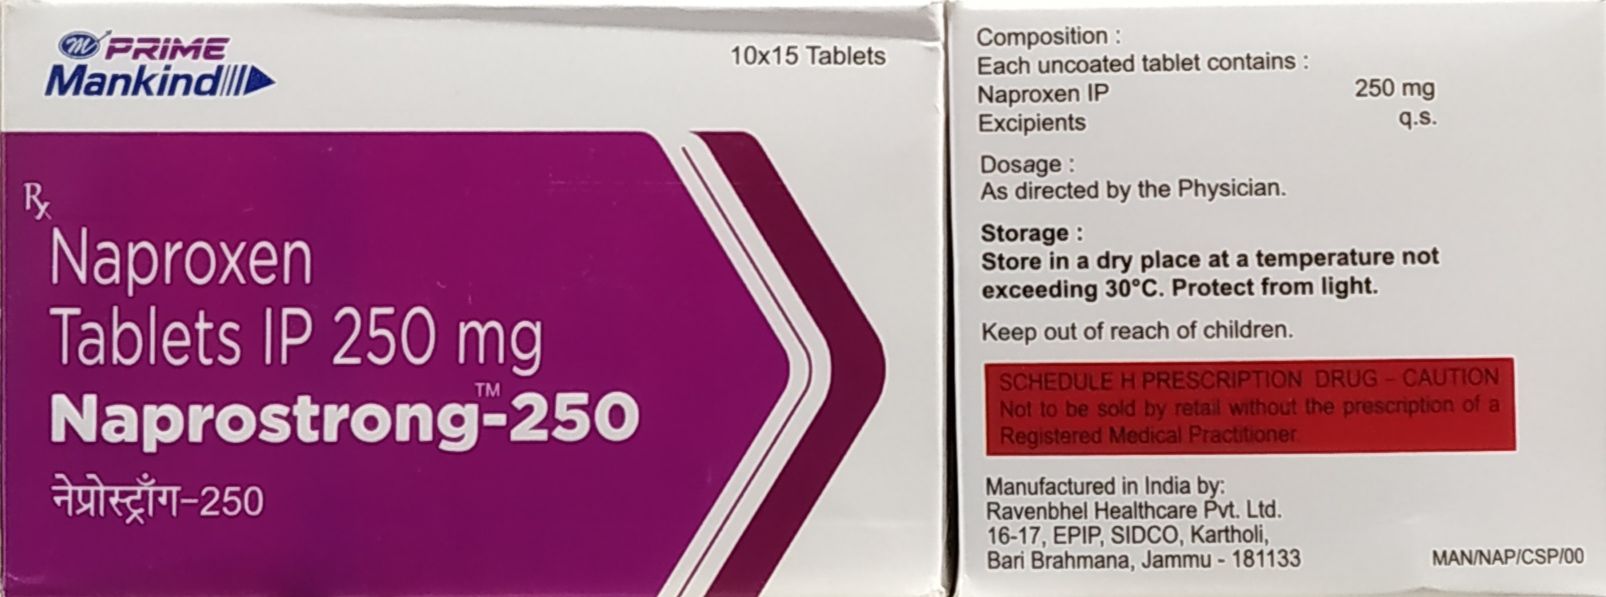 m PRIME
Mankind
10x15 Tablets
Rx
Naproxen
Tablets IP 250 mg
Naprostrong™-250
नेप्रोस्ट्राँग-250
Composition :
Each uncoated tablet contains :
Naproxen IP 250 mg
Excipients q.s.
Dosage :
As directed by the Physician.
Storage :
Store in a dry place at a temperature not
exceeding 30°C. Protect from light.
Keep out of reach of children.
SCHEDULE H PRESCRIPTION DRUG – CAUTION
Not to be sold by retail without the prescription of a
Registered Medical Practitioner.
Manufactured in India by:
Ravenbhel Healthcare Pvt. Ltd.
16-17, EPIP, SIDCO, Kartholi,
Bari Brahmana, Jammu - 181133
MAN/NAP/CSP/00